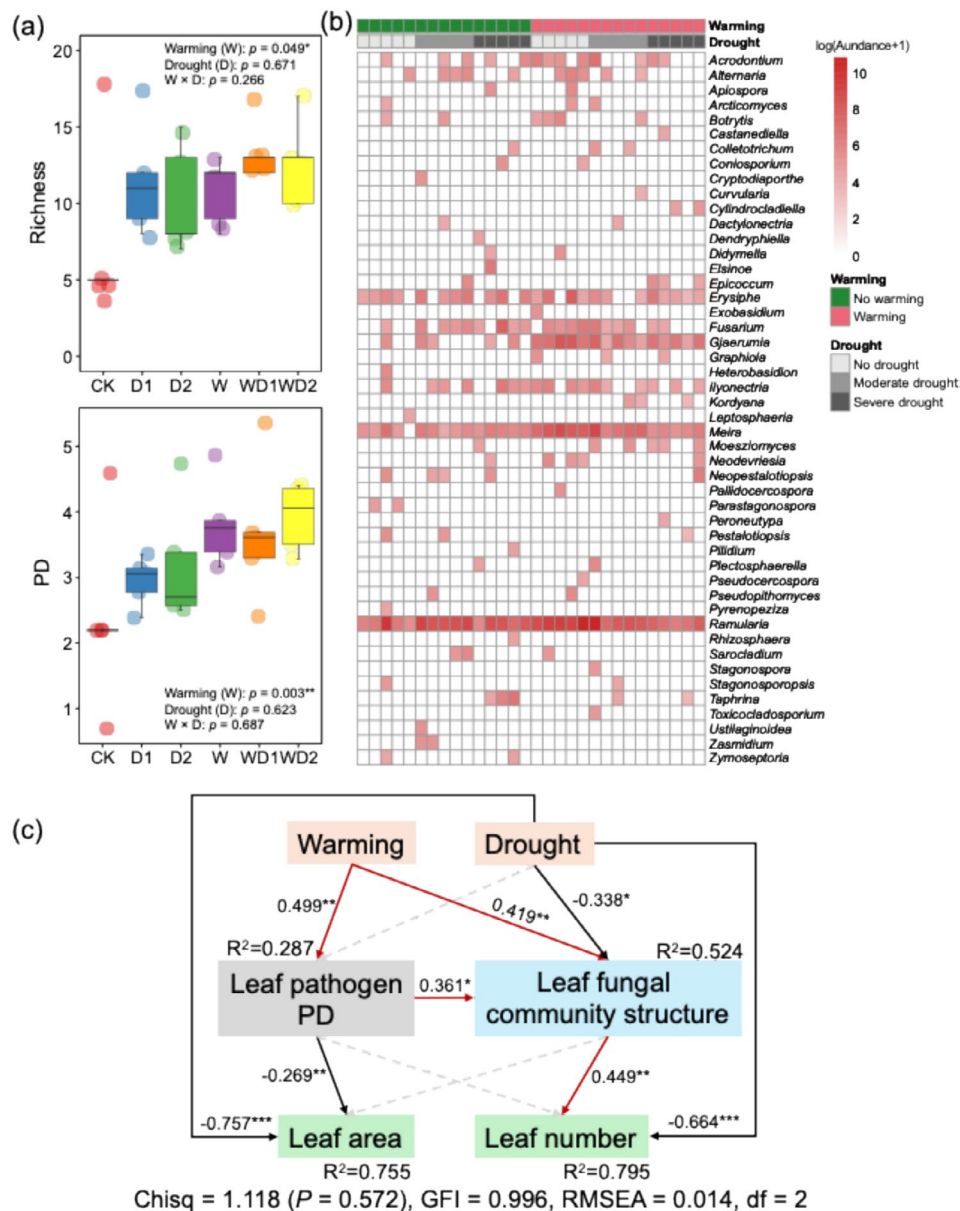 (a)
Richness
20
15
10
5
0
Warming (W): p = 0.049*
Drought (D): p = 0.671
W × D: p = 0.266
CK D1 D2 W WD1 WD2
PD
5
4
3
2
1
Warming (W): p = 0.003**
Drought (D): p = 0.623
W × D: p = 0.687
CK D1 D2 W WD1 WD2
(b)
Warming
Drought
Acrodontium
Alternaria
Apiospora
Arcticomyces
Botrytis
Castanediella
Colletotrichum
Coniosporium
Cryptodiaporthe
Curvularia
Cylindrocladiella
Dactylonectria
Dendryphiella
Didymella
Elsinoe
Epicoccum
Erysiphe
Exobasidium
Fusarium
Gjaerumia
Graphiola
Heterobasidion
Ilyonectria
Kordyana
Leptosphaeria
Meira
Moesziomyces
Neodevriesia
Neopestalotiopsis
Pallidocercospora
Parastagonospora
Peroneutypa
Pestalotiopsis
Pilidium
Plectosphaerella
Pseudocercospora
Pseudopithomyces
Pyrenopeziza
Ramularia
Rhizosphaera
Sarocladium
Stagonospora
Stagonosporopsis
Taphrina
Toxicocladosporium
Ustilaginoidea
Zasmidium
Zymoseptoria
log(Aundance+1)
10
8
6
4
2
0
Warming
No warming
Warming
Drought
No drought
Moderate drought
Severe drought
(c)
Warming
Drought
0.499**
0.419**
-0.338*
R²=0.287
R²=0.524
Leaf pathogen
PD
0.361*
Leaf fungal
community structure
-0.269**
0.449**
-0.757***
-0.664***
Leaf area
Leaf number
R²=0.755
R²=0.795
Chisq = 1.118 (P = 0.572), GFI = 0.996, RMSEA = 0.014, df = 2